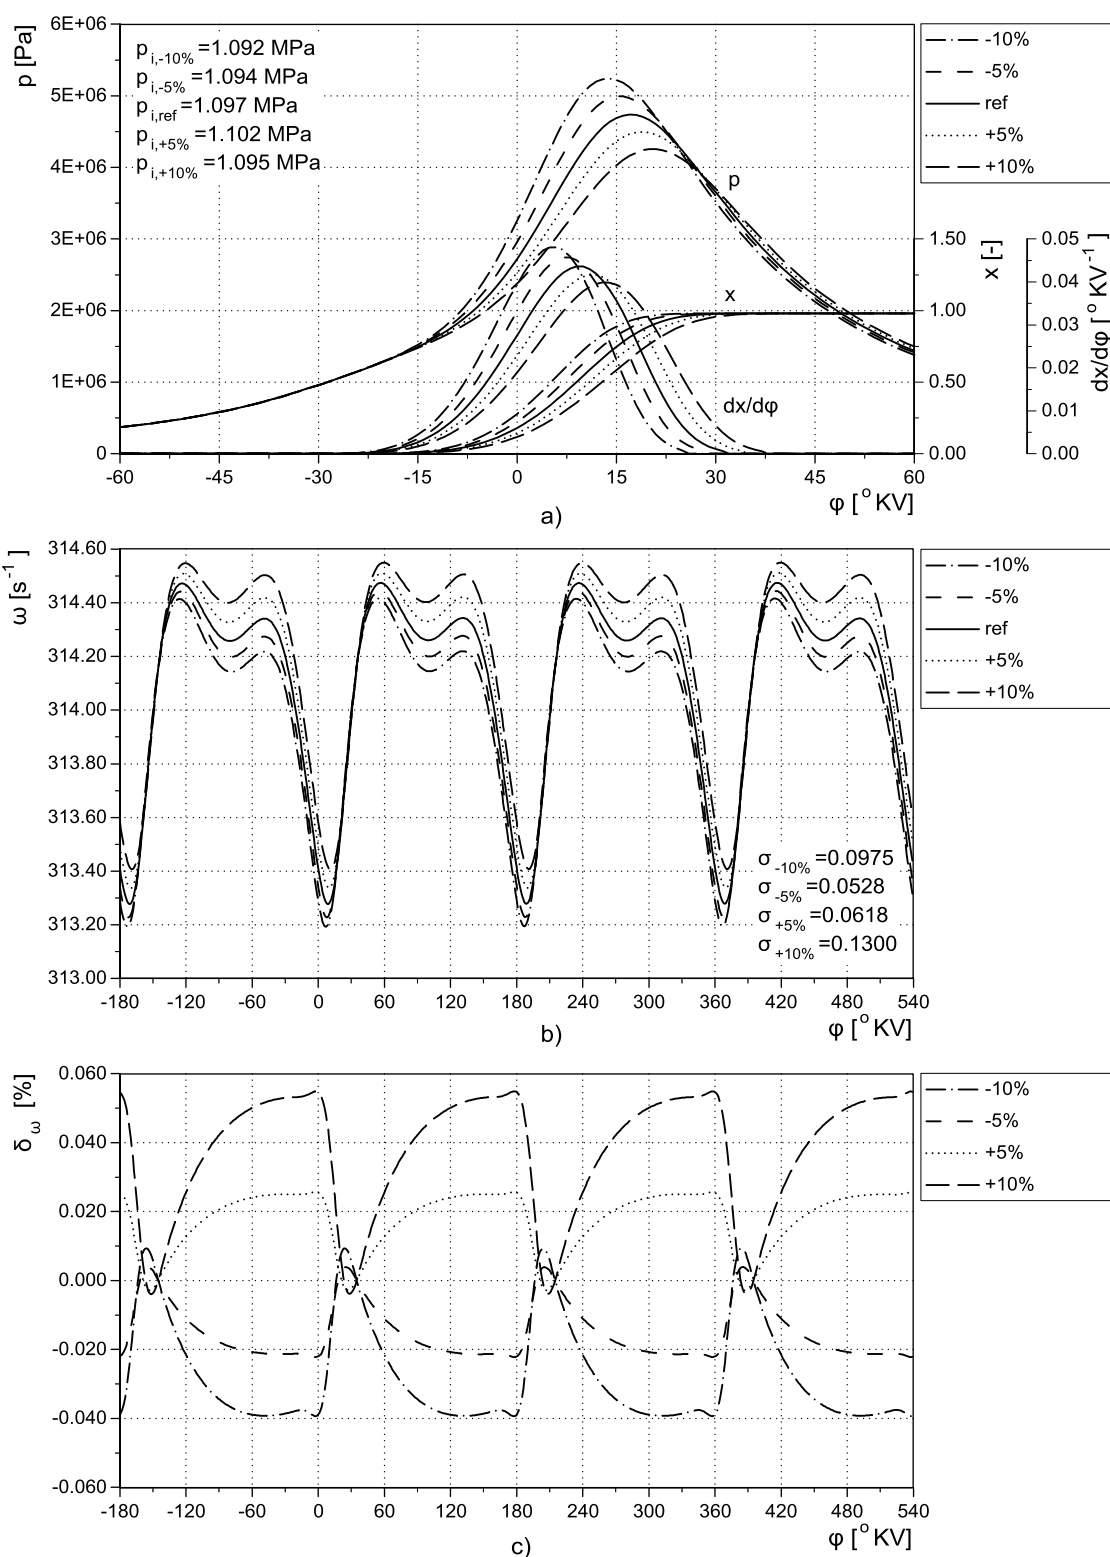 6E+06
5E+06
4E+06
3E+06
2E+06
1E+06
0
p [Pa]
p i,-10% =1.092 MPa
p i,-5% =1.094 MPa
p i,ref =1.097 MPa
p i,+5% =1.102 MPa
p i,+10% =1.095 MPa
p
x
dx/dφ
-10%
-5%
ref
+5%
+10%
1.50
1.00
0.50
0.00
x [-]
0.05
0.04
0.03
0.02
0.01
0.00
dx/dφ [° KV⁻¹]
-60 -45 -30 -15 0 15 30 45 60
φ [° KV]
a)
314.60
314.40
314.20
314.00
313.80
313.60
313.40
313.20
313.00
ω [s⁻¹]
σ -10% =0.0975
σ -5% =0.0528
σ +5% =0.0618
σ +10% =0.1300
-10%
-5%
ref
+5%
+10%
-180 -120 -60 0 60 120 180 240 300 360 420 480 540
φ [° KV]
b)
0.060
0.040
0.020
0.000
-0.020
-0.040
-0.060
δω [%]
-10%
-5%
+5%
+10%
-180 -120 -60 0 60 120 180 240 300 360 420 480 540
φ [° KV]
c)